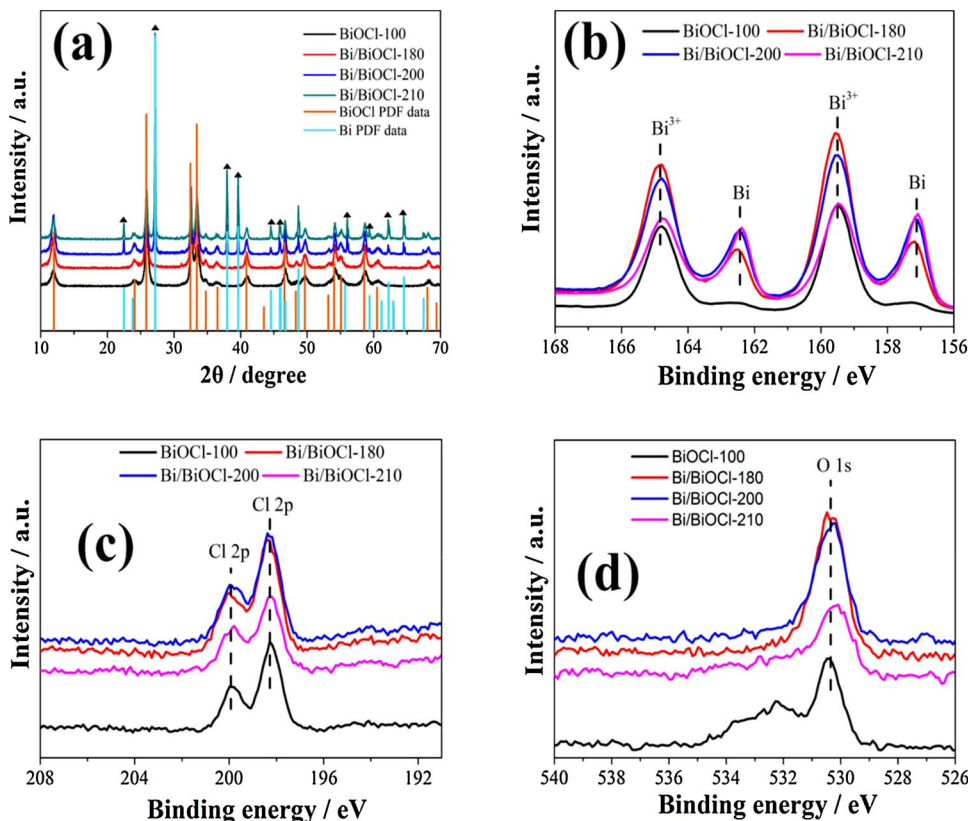 (a)
BiOCl-100
Bi/BiOCl-180
Bi/BiOCl-200
Bi/BiOCl-210
BiOCl PDF data
Bi PDF data
Intensity / a.u.
10 20 30 40 50 60 70
2θ / degree
BiOCl-100 Bi/BiOCl-180
Bi/BiOCl-200 Bi/BiOCl-210
(b)
Bi3+
Bi
Bi3+
Bi
Intensity / a.u.
168 166 164 162 160 158 156
Binding energy / eV
BiOCl-100 Bi/BiOCl-180
Bi/BiOCl-200 Bi/BiOCl-210
(c)
Cl 2p
Cl 2p
Intensity / a.u.
208 204 200 196 192
Binding energy / eV
BiOCl-100
Bi/BiOCl-180
Bi/BiOCl-200
Bi/BiOCl-210
O 1s
(d)
Intensity / a.u.
540 538 536 534 532 530 528 526
Binding energy / eV